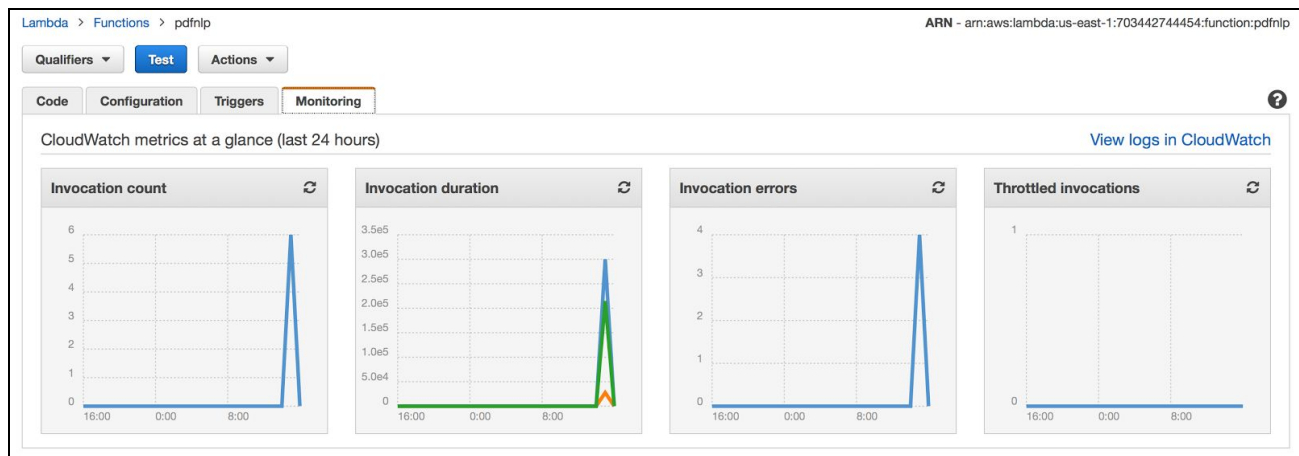 Lambda > Functions > pdfnlp ARN - arn:aws:lambda:us-east-1:703442744454:function:pdfnlp
Qualifiers Test Actions
Code Configuration Triggers Monitoring ?
CloudWatch metrics at a glance (last 24 hours) View logs in CloudWatch
Invocation count
6
5
4
3
2
1
0
16:00 0:00 8:00
Invocation duration
3.5e5
3.0e5
2.5e5
2.0e5
1.5e5
1.0e5
5.0e4
0
16:00 0:00 8:00
Invocation errors
4
3
2
1
0
16:00 0:00 8:00
Throttled invocations
1
0
16:00 0:00 8:00